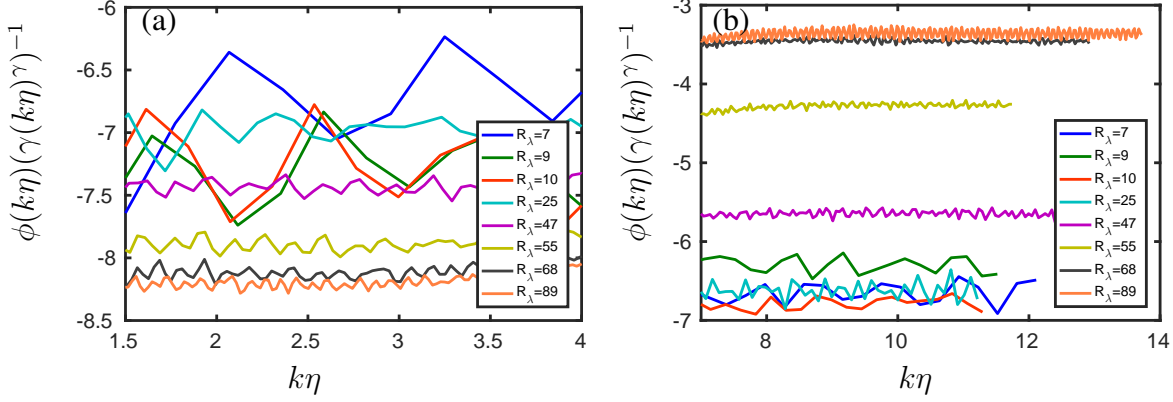 (a)
ϕ(kη)(γ(kη)^γ)^−1
-6
-6.5
-7
-7.5
-8
-8.5
1.5
2
2.5
3
3.5
4
kη
R_λ=7
R_λ=9
R_λ=10
R_λ=25
R_λ=47
R_λ=55
R_λ=68
R_λ=89
(b)
ϕ(kη)(γ(kη)^γ)^−1
-3
-4
-5
-6
-7
8
10
12
14
kη
R_λ=7
R_λ=9
R_λ=10
R_λ=25
R_λ=47
R_λ=55
R_λ=68
R_λ=89